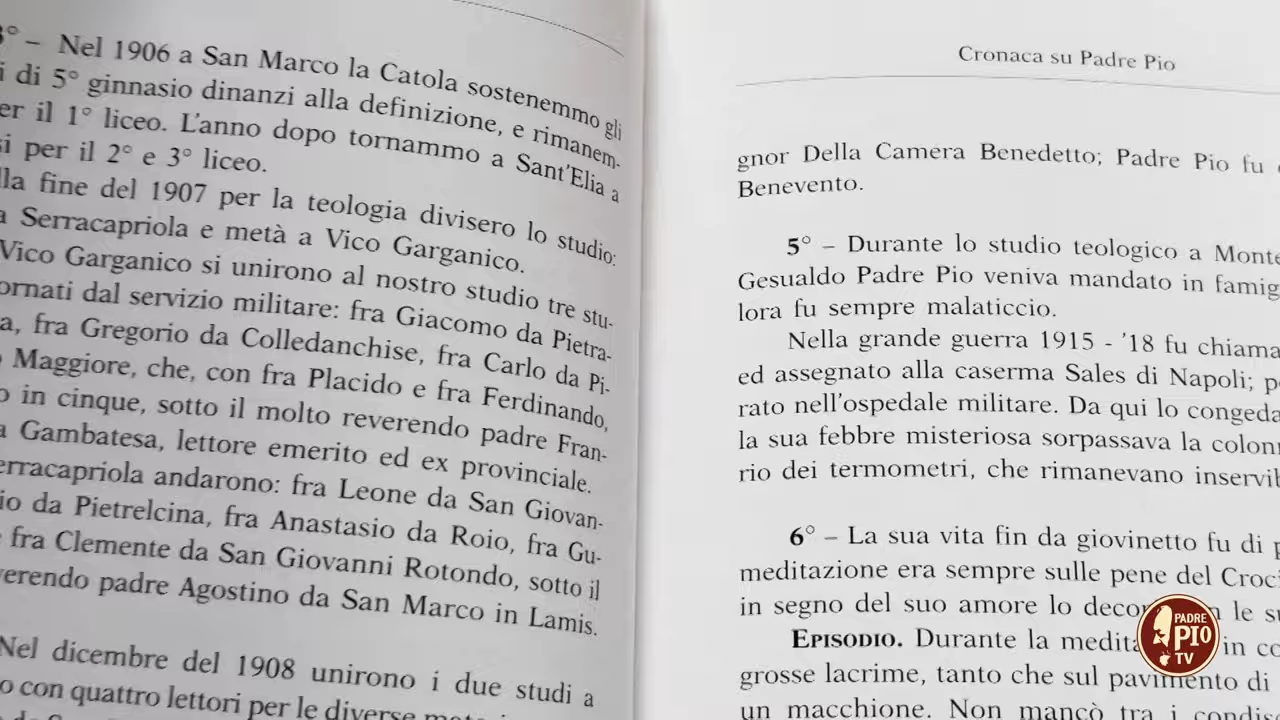 3° – Nel 1906 a San Marco la Catola sostenemmo gli
i di 5° ginnasio dinanzi alla definizione, e rimanem-
er il 1° liceo. L'anno dopo tornammo a Sant'Elia a
si per il 2° e 3° liceo.
lla fine del 1907 per la teologia divisero lo studio:
a Serracapriola e metà a Vico Garganico.
Vico Garganico si unirono al nostro studio tre stu-
ornati dal servizio militare: fra Giacomo da Pietra-
a, fra Gregorio da Colledanchise, fra Carlo da Pi-
Maggiore, che, con fra Placido e fra Ferdinando,
o in cinque, sotto il molto reverendo padre Fran-
a Gambatesa, lettore emerito ed ex provinciale.
erracapriola andarono: fra Leone da San Giovan-
io da Pietrelcina, fra Anastasio da Roio, fra Gu-
fra Clemente da San Giovanni Rotondo, sotto il
verendo padre Agostino da San Marco in Lamis.
Nel dicembre del 1908 unirono i due studi a
o con quattro lettori per le diverse
Cronaca su Padre Pio
gnor Della Camera Benedetto; Padre Pio fu
Benevento.
5° – Durante lo studio teologico a Monte
Gesualdo Padre Pio veniva mandato in famig
lora fu sempre malaticcio.
Nella grande guerra 1915 - '18 fu chiama
ed assegnato alla caserma Sales di Napoli; p
rato nell'ospedale militare. Da qui lo conged
la sua febbre misteriosa sorpassava la colon
rio dei termometri, che rimanevano inservib
6° – La sua vita fin da giovinetto fu di p
meditazione era sempre sulle pene del Croci
in segno del suo amore lo deco le su
Episodio. Durante la medita in co
grosse lacrime, tanto che sul pavimento di
un macchione. Non mancò tra i condisc
PADRE
PIO
TV